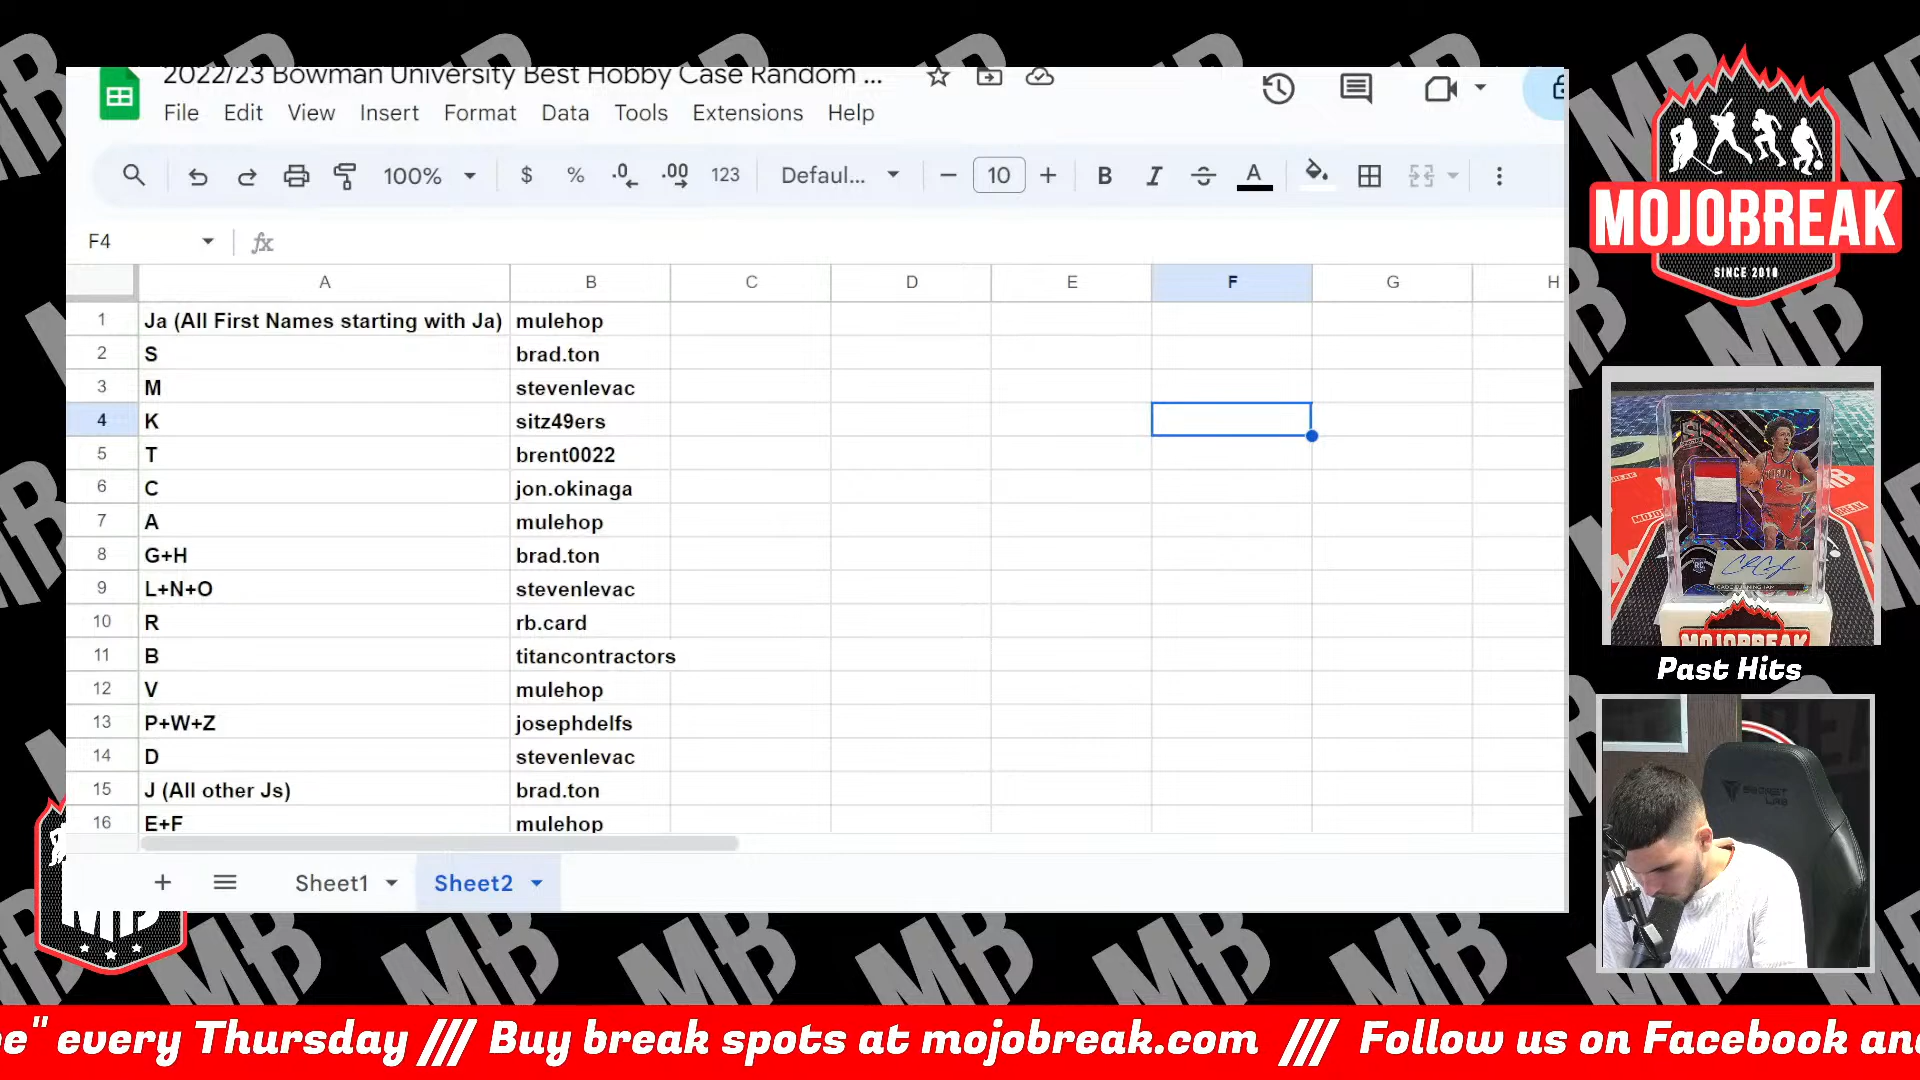 2022/23 Bowman University Best Hobby Case Random ...
File Edit View Insert Format Data Tools Extensions Help
100% $ % .0 .00 123 Defaul... 10 B I S A
F4 fx
A B C D E F G H
1 Ja (All First Names starting with Ja) mulehop
2 S brad.ton
3 M stevenlevac
4 K sitz49ers
5 T brent0022
6 C jon.okinaga
7 A mulehop
8 G+H brad.ton
9 L+N+O stevenlevac
10 R rb.card
11 B titancontractors
12 V mulehop
13 P+W+Z josephdelfs
14 D stevenlevac
15 J (All other Js) brad.ton
16 E+F mulehop
Sheet1 Sheet2
MOJOBREAK
SINCE 2010
MOJOBREAK
Past Hits
MB
e" every Thursday /// Buy break spots at mojobreak.com /// Follow us on Facebook an